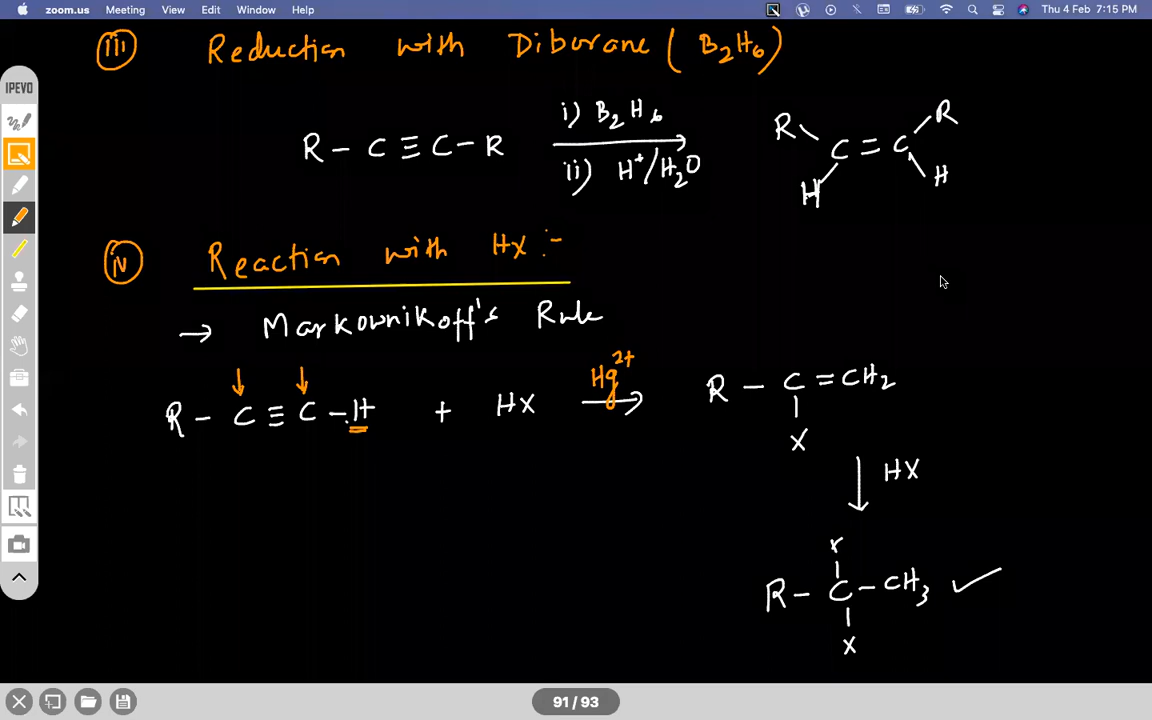 zoom.us Meeting View Edit Window Help Thu 4 Feb 7:15 PM
IPEVO
(iii) Reduction with Diborane (B₂H₆)
R – C ≡ C – R i) B₂H₆ ii) H⁺/H₂O R H C = C R H
(iv) Reaction with HX :-
→ Markownikoff's Rule
R – C ≡ C – H + HX Hg²⁺ → R – C = CH₂
X
↓ HX
R – C – CH₃ ✓
X
91 / 93